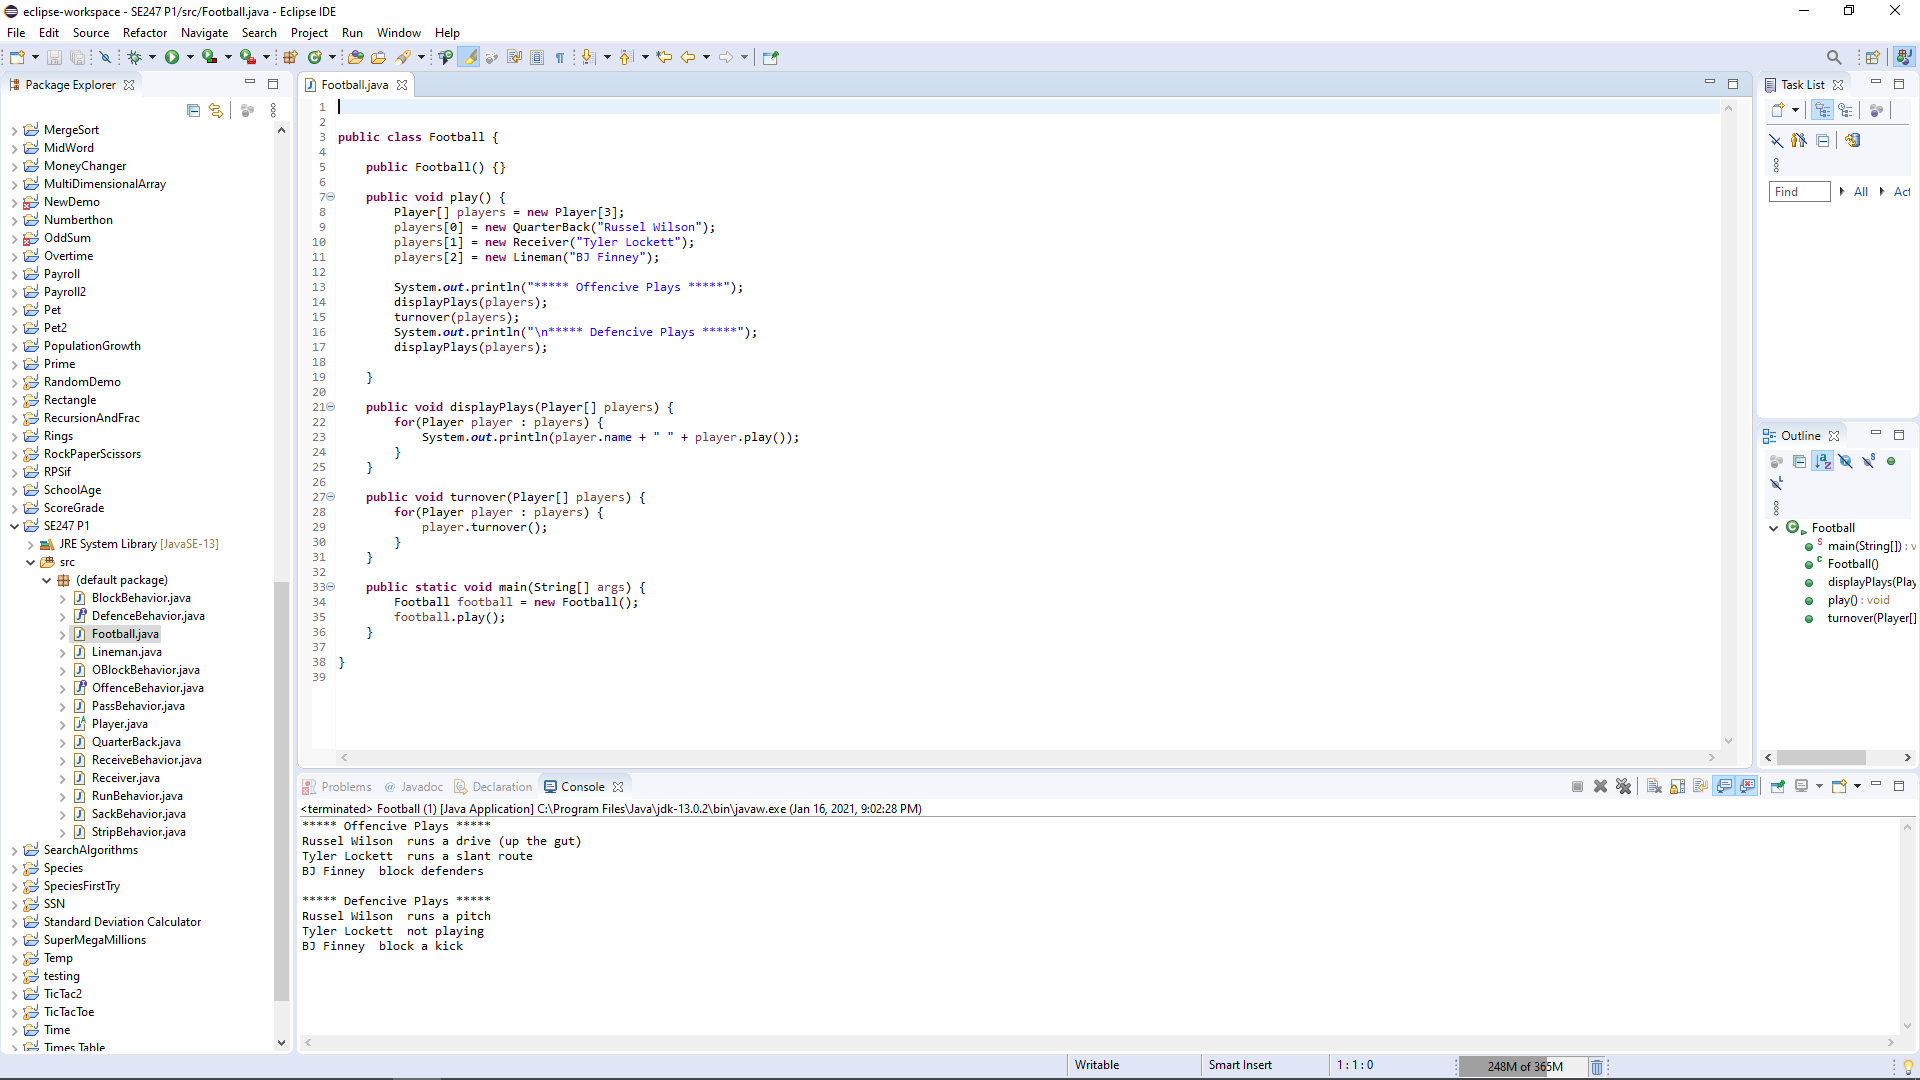 eclipse-workspace - SE247 P1/src/Football.java - Eclipse IDE
File Edit Source Refactor Navigate Search Project Run Window Help
Package Explorer
MergeSort
MidWord
MoneyChanger
MultiDimensionalArray
NewDemo
Numberthon
OddSum
Overtime
Payroll
Payroll2
Pet
Pet2
PopulationGrowth
Prime
RandomDemo
Rectangle
RecursionAndFrac
Rings
RockPaperScissors
RPSif
SchoolAge
ScoreGrade
SE247 P1
JRE System Library [JavaSE-13]
src
(default package)
BlockBehavior.java
DefenceBehavior.java
Football.java
Lineman.java
OBlockBehavior.java
OffenceBehavior.java
PassBehavior.java
Player.java
QuarterBack.java
ReceiveBehavior.java
Receiver.java
RunBehavior.java
SackBehavior.java
StripBehavior.java
SearchAlgorithms
Species
SpeciesFirstTry
SSN
Standard Deviation Calculator
SuperMegaMillions
Temp
testing
TicTac2
TicTacToe
Time
Times Table
Football.java
1
2
3 public class Football {
4
5 public Football() {}
6
7 public void play() {
8 Player[] players = new Player[3];
9 players[0] = new QuarterBack("Russel Wilson");
10 players[1] = new Receiver("Tyler Lockett");
11 players[2] = new Lineman("BJ Finney");
12
13 System.out.println("***** Offencive Plays *****");
14 displayPlays(players);
15 turnover(players);
16 System.out.println("\n***** Defencive Plays *****");
17 displayPlays(players);
18
19 }
20
21 public void displayPlays(Player[] players) {
22 for(Player player : players) {
23 System.out.println(player.name + " " + player.play());
24 }
25 }
26
27 public void turnover(Player[] players) {
28 for(Player player : players) {
29 player.turnover();
30 }
31 }
32
33 public static void main(String[] args) {
34 Football football = new Football();
35 football.play();
36 }
37
38 }
39
Task List
Find All Act
Outline
Football
main(String[]) : v
Football()
displayPlays(Play
play() : void
turnover(Player[]
Problems @ Javadoc Declaration Console
<terminated> Football (1) [Java Application] C:\Program Files\Java\jdk-13.0.2\bin\javaw.exe (Jan 16, 2021, 9:02:28 PM)
***** Offencive Plays *****
Russel Wilson  runs a drive (up the gut)
Tyler Lockett  runs a slant route
BJ Finney  block defenders
***** Defencive Plays *****
Russel Wilson  runs a pitch
Tyler Lockett  not playing
BJ Finney  block a kick
Writable Smart Insert 1 : 1 : 0 248M of 365M